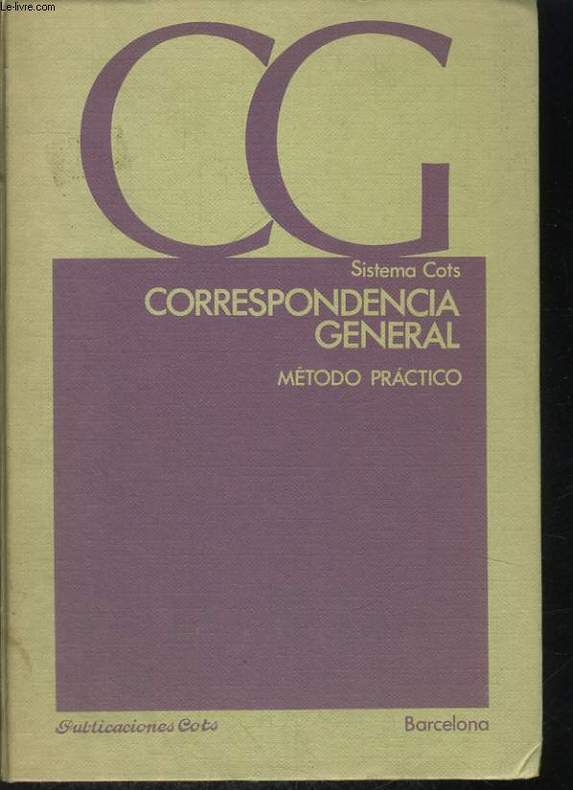 Le-livre.com
CG
Sistema Cots
CORRESPONDENCIA
GENERAL
MÉTODO PRÁCTICO
Publicaciones Cots
Barcelona